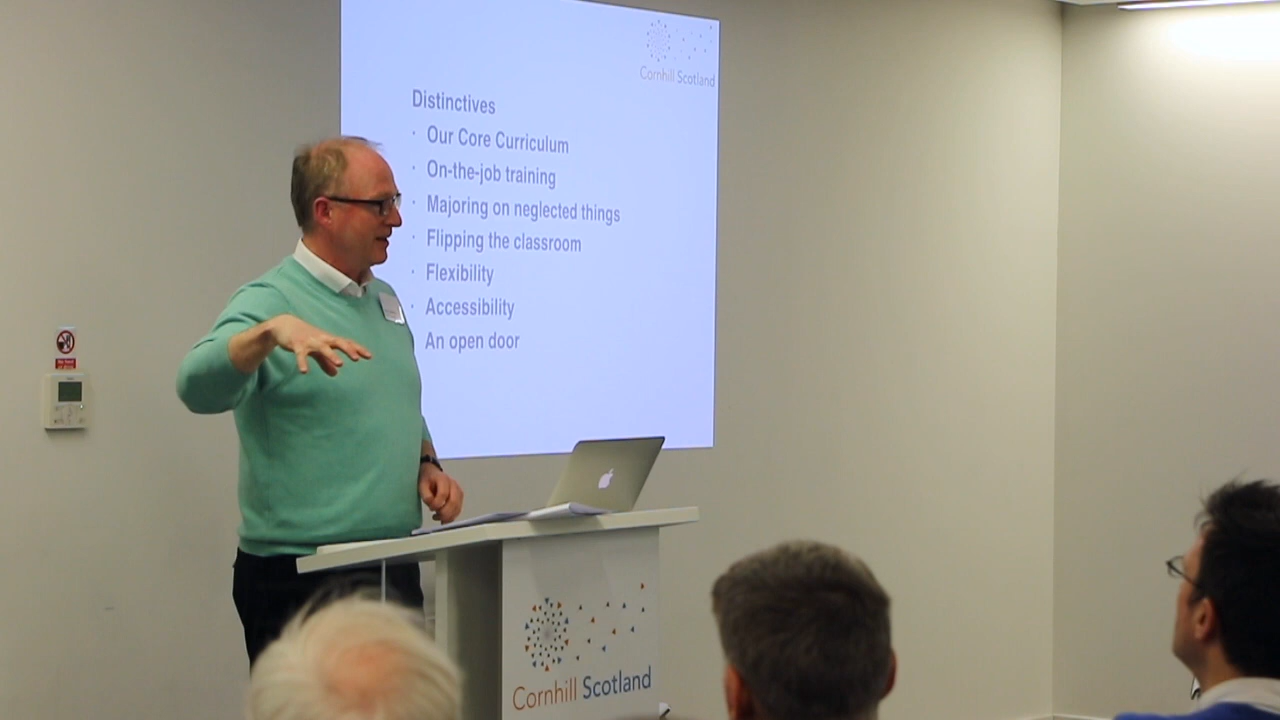 Cornhill Scotland
Distinctives
· Our Core Curriculum
· On-the-job training
· Majoring on neglected things
· Flipping the classroom
· Flexibility
· Accessibility
An open door
Cornhill Scotland